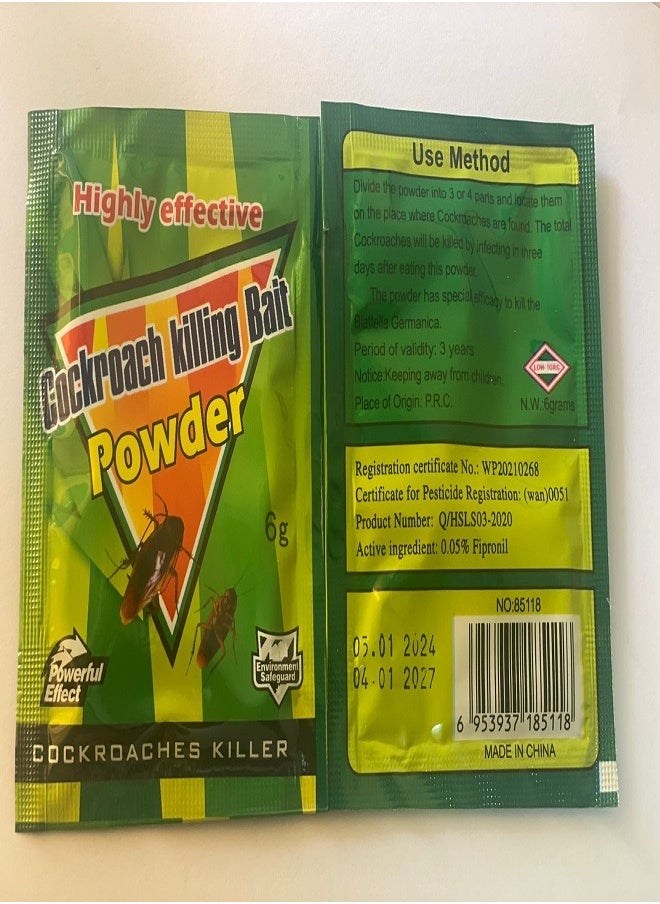 Highly effective
Cockroach killing Bait
Powder
6g
Powerful
Effect
Environment
Safeguard
COCKROACHES KILLER
Use Method
Divide the powder into 3 or 4 parts and locate them
on the place where Cockroaches are found. The total
Cockroaches will be killed by infecting in three
days after eating this powder.
The powder has special efficacy to kill the
Blattella Germanica.
Period of validity: 3 years
Notice:Keeping away from children.
Place of Origin: P.R.C.
LOW-TOXIC
N.W.:6grams
Registration certificate No.: WP20210268
Certificate for Pesticide Registration: (wan)0051
Product Number: Q/HSLS03-2020
Active ingredient: 0.05% Fipronil
NO:85118
05.01 2024
04.01 2027
6 953937 185118
MADE IN CHINA